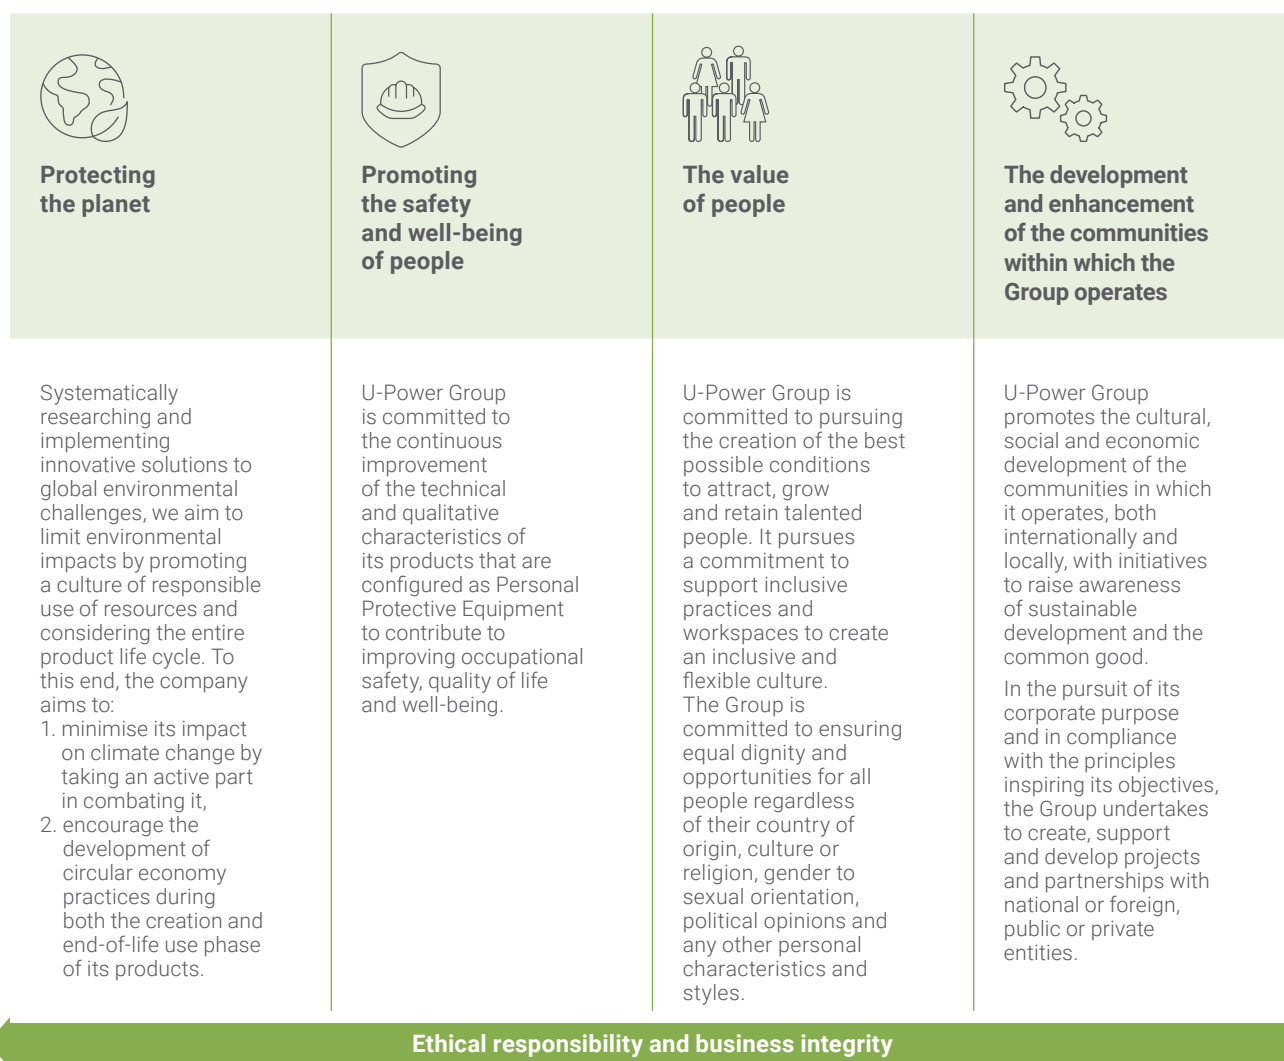 Protecting
the planet
Promoting
the safety
and well-being
of people
The value
of people
The development
and enhancement
of the communities
within which the
Group operates
Systematically
researching and
implementing
innovative solutions to
global environmental
challenges, we aim to
limit environmental
impacts by promoting
a culture of responsible
use of resources and
considering the entire
product life cycle. To
this end, the company
aims to:
1. minimise its impact
on climate change by
taking an active part
in combating it,
2. encourage the
development of
circular economy
practices during
both the creation and
end-of-life use phase
of its products.
U-Power Group
is committed to
the continuous
improvement
of the technical
and qualitative
characteristics of
its products that are
configured as Personal
Protective Equipment
to contribute to
improving occupational
safety, quality of life
and well-being.
U-Power Group is
committed to pursuing
the creation of the best
possible conditions
to attract, grow
and retain talented
people. It pursues
a commitment to
support inclusive
practices and
workspaces to create
an inclusive and
flexible culture.
The Group is
committed to ensuring
equal dignity and
opportunities for all
people regardless
of their country of
origin, culture or
religion, gender to
sexual orientation,
political opinions and
any other personal
characteristics and
styles.
U-Power Group
promotes the cultural,
social and economic
development of the
communities in which
it operates, both
internationally and
locally, with initiatives
to raise awareness
of sustainable
development and the
common good.
In the pursuit of its
corporate purpose
and in compliance
with the principles
inspiring its objectives,
the Group undertakes
to create, support
and develop projects
and partnerships with
national or foreign,
public or private
entities.
Ethical responsibility and business integrity